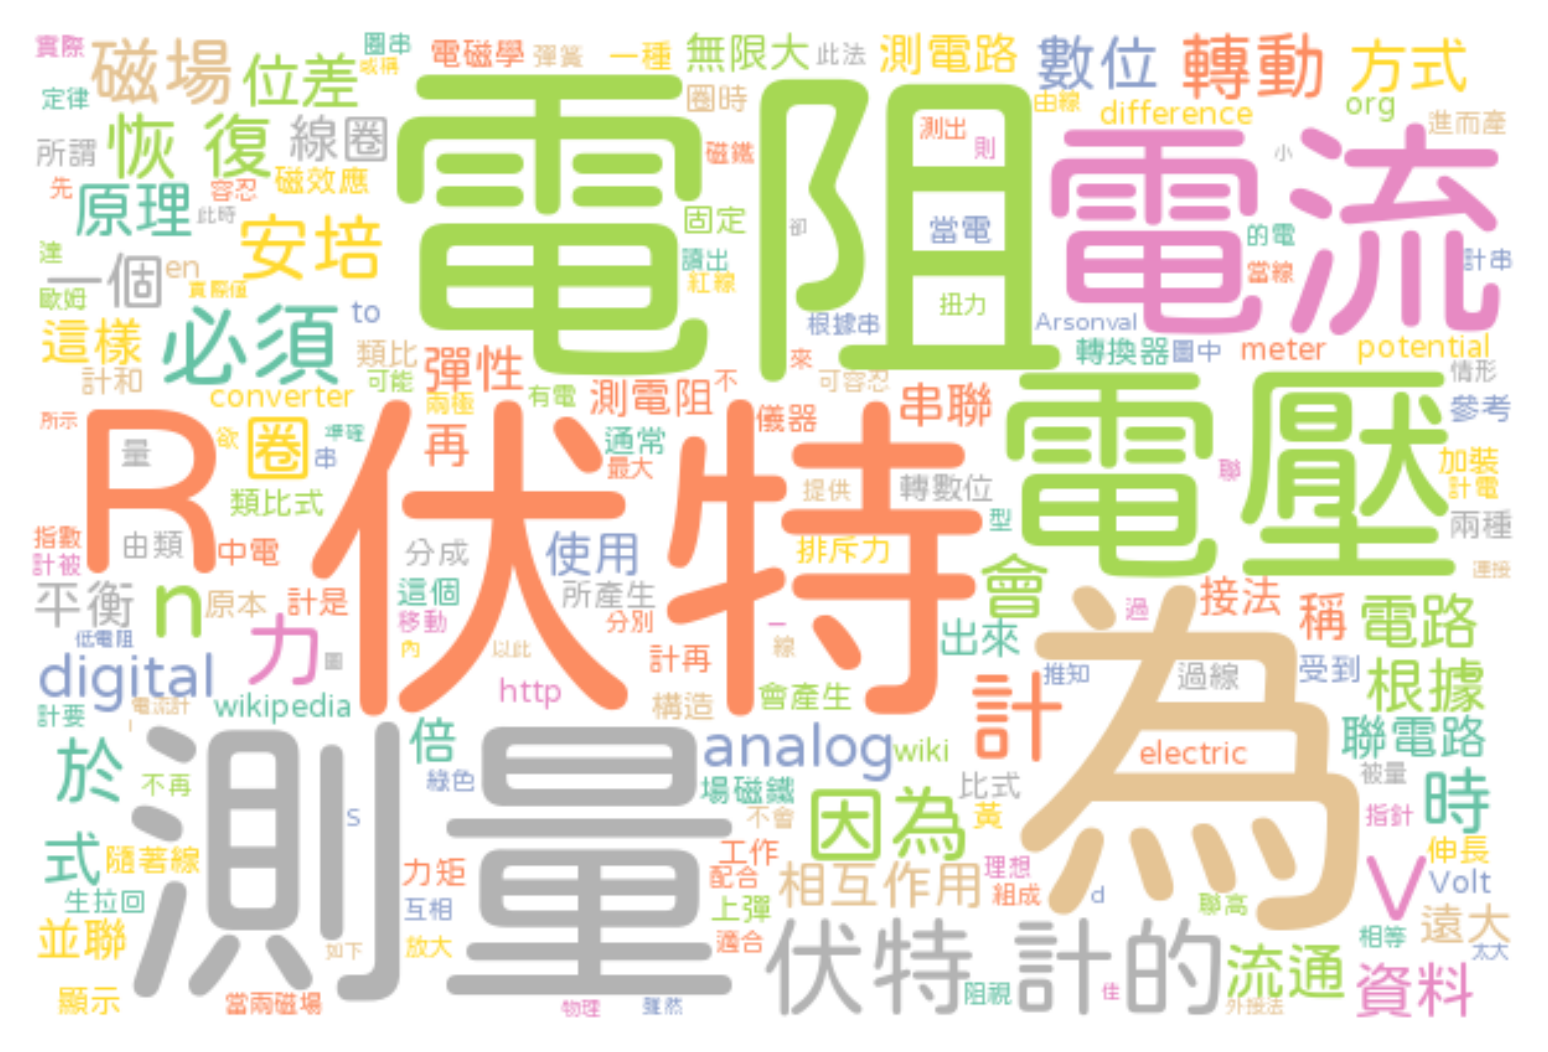 實際
磁場
位差
圈串
或稱
電磁學
彈簧
一種
無限大
此法
測電路
數位
轉動
方式
定律
恢復
線圈
電阻
圈時
由線
difference
org
進而產
所謂
磁效應
磁鐵
測出
則
電流
小
先
原理
容忍
此時
安培
固定
卻
當電
的電
達
一個
en
實際值
讀出
紅線
當線
計串
歐姆
必須
to
扭力
根據串
Arsonval
這樣
類比
彈性
來
轉換器
圖中
meter
potential
計和
可能
converter
兩極
有電
測電阻
不
可容忍
串聯
電壓
情形
參考
所示
R
量
欲
圈
準確
串
再
伏特
通常
最大
儀器
提供
轉數位
聯
加裝
計電
類比式
型
兩種
指數
計被
由類
中電
分成
使用
排斥力
連接
平衡
n
原本
計是
這個
所產生
會
過
接法
稱
電路
低電阻
力
移動
分別
一
線
出來
digital
圖
內
以此
計再
推知
過線
受到
根據
計要
電流計
wikipedia
http
構造
會產生
計
為
於
倍
analog
wiki
electric
聯電路
不再
測量
綠色
場磁鐵
比式
被量
時
S
不會
因為
黃
指針
式
隨著線
力矩
工作
配合
相互作用
理想
組成
d
V
伸長
Volt
生拉回
互相
上彈
聯高
遠大
並聯
如下
放大
適合
伏特計的
流通
相等
太大
顯示
當兩磁場
物理
雖然
阻視
佳
外接法
資料